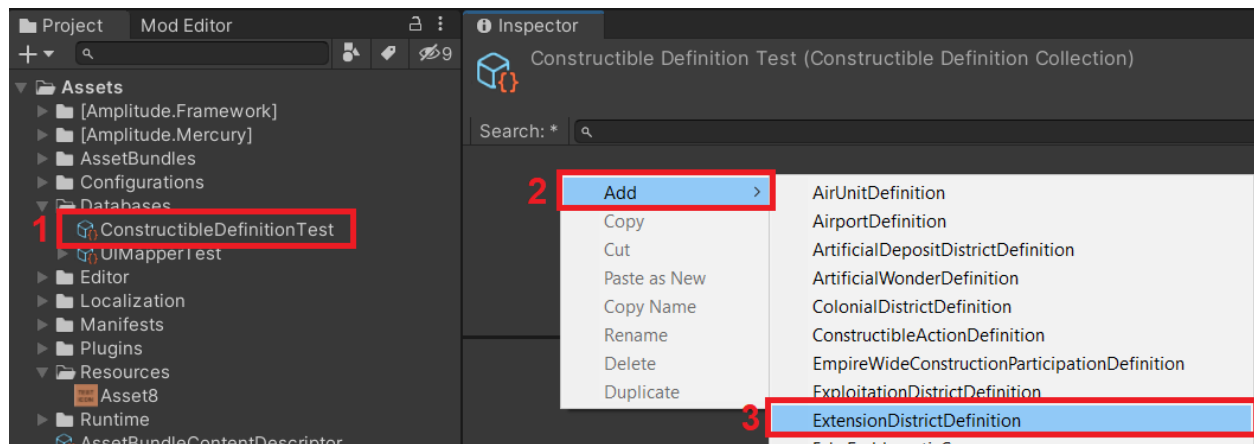 Project Mod Editor
9
Assets
[Amplitude.Framework]
[Amplitude.Mercury]
AssetBundles
Configurations
Databases
1 ConstructibleDefinitionTest
UIMapperTest
Editor
Localization
Manifests
Plugins
Resources
Asset8
Runtime
AssetBundleContentDescriptor
Inspector
Constructible Definition Test (Constructible Definition Collection)
Search: *
2 Add
Copy
Cut
Paste as New
Copy Name
Rename
Delete
Duplicate
AirUnitDefinition
AirportDefinition
ArtificialDepositDistrictDefinition
ArtificialWonderDefinition
ColonialDistrictDefinition
ConstructibleActionDefinition
EmpireWideConstructionParticipationDefinition
ExploitationDistrictDefinition
3 ExtensionDistrictDefinition